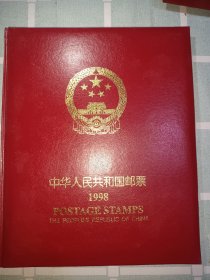 中华人民共和国邮票
1998
POSTAGE STAMPS
THE PEOPLE'S REPUBLIC OF CHINA